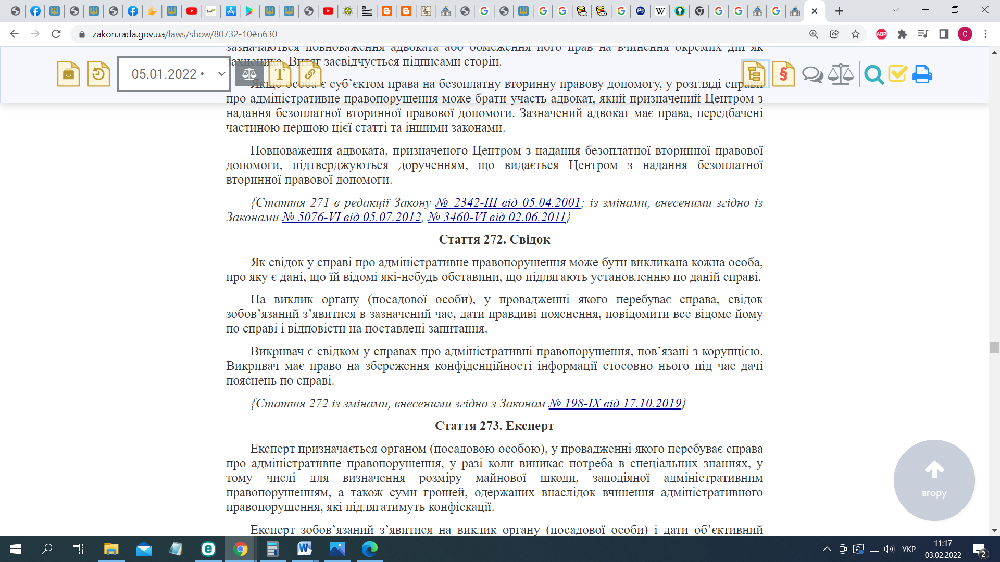 zakon.rada.gov.ua/laws/show/80732-10#n630
зазначаються повноваження адвоката або обмеження його прав на вчинення окремих дій як
захисника. Витяг засвідчується підписами сторін.
05.01.2022 •
Якщо особа є суб’єктом права на безоплатну вторинну правову допомогу, у розгляді справи
про адміністративне правопорушення може брати участь адвокат, який призначений Центром з
надання безоплатної вторинної правової допомоги. Зазначений адвокат має права, передбачені
частиною першою цієї статті та іншими законами.
Повноваження адвоката, призначеного Центром з надання безоплатної вторинної правової
допомоги, підтверджуються дорученням, що видається Центром з надання безоплатної
вторинної правової допомоги.
{Стаття 271 в редакції Закону № 2342-III від 05.04.2001; із змінами, внесеними згідно із
Законами № 5076-VI від 05.07.2012, № 3460-VI від 02.06.2011}
Стаття 272. Свідок
Як свідок у справі про адміністративне правопорушення може бути викликана кожна особа,
про яку є дані, що їй відомі які-небудь обставини, що підлягають установленню по даній справі.
На виклик органу (посадової особи), у провадженні якого перебуває справа, свідок
зобов’язаний з’явитися в зазначений час, дати правдиві пояснення, повідомити все відоме йому
по справі і відповісти на поставлені запитання.
Викривач є свідком у справах про адміністративні правопорушення, пов’язані з корупцією.
Викривач має право на збереження конфіденційності інформації стосовно нього під час дачі
пояснень по справі.
{Стаття 272 із змінами, внесеними згідно з Законом № 198-IX від 17.10.2019}
Стаття 273. Експерт
Експерт призначається органом (посадовою особою), у провадженні якого перебуває справа
про адміністративне правопорушення, у разі коли виникає потреба в спеціальних знаннях, у
тому числі для визначення розміру майнової шкоди, заподіяної адміністративним
правопорушенням, а також суми грошей, одержаних внаслідок вчинення адміністративного
правопорушення, які підлягатимуть конфіскації.
Експерт зобов’язаний з’явитися на виклик органу (посадової особи) і дати об’єктивний
вгору
УКР
11:17
03.02.2022
2